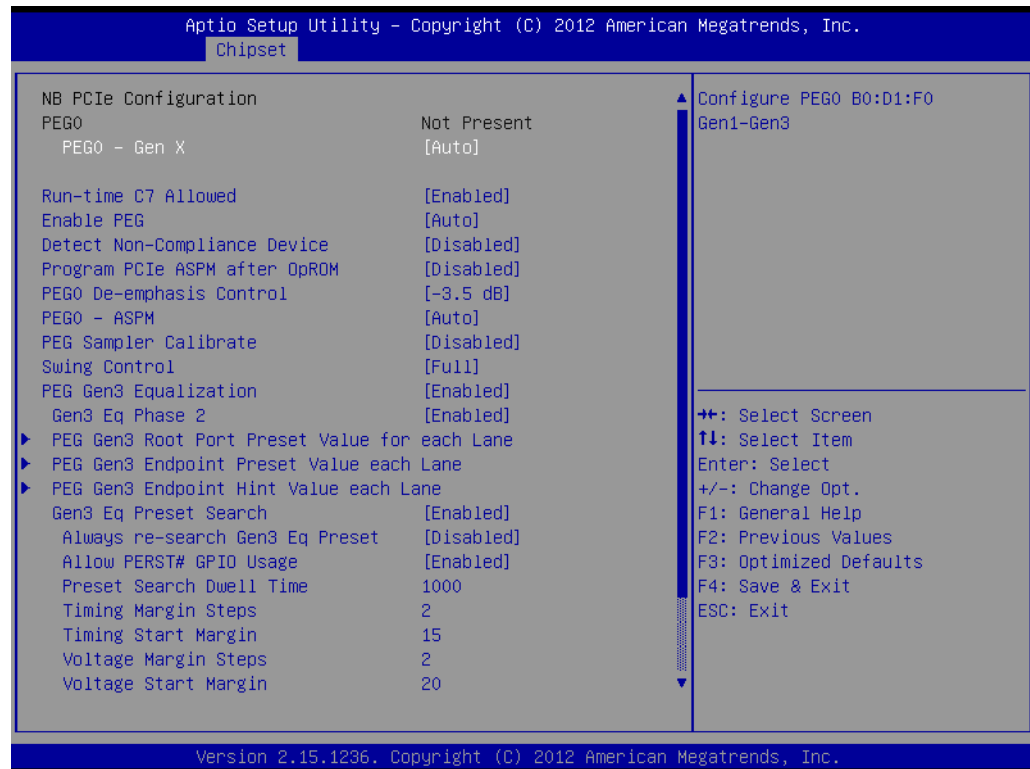 Aptio Setup Utility – Copyright (C) 2012 American Megatrends, Inc.
Chipset
NB PCIe Configuration
PEG0 Not Present
PEG0 – Gen X [Auto]
Run-time C7 Allowed [Enabled]
Enable PEG [Auto]
Detect Non-Compliance Device [Disabled]
Program PCIe ASPM after OpROM [Disabled]
PEG0 De-emphasis Control [-3.5 dB]
PEG0 – ASPM [Auto]
PEG Sampler Calibrate [Disabled]
Swing Control [Full]
PEG Gen3 Equalization [Enabled]
Gen3 Eq Phase 2 [Enabled]
PEG Gen3 Root Port Preset Value for each Lane
PEG Gen3 Endpoint Preset Value each Lane
PEG Gen3 Endpoint Hint Value each Lane
Gen3 Eq Preset Search [Enabled]
Always re-search Gen3 Eq Preset [Disabled]
Allow PERST# GPIO Usage [Enabled]
Preset Search Dwell Time 1000
Timing Margin Steps 2
Timing Start Margin 15
Voltage Margin Steps 2
Voltage Start Margin 20
Configure PEG0 B0:D1:F0
Gen1-Gen3
→←: Select Screen
↑↓: Select Item
Enter: Select
+/-: Change Opt.
F1: General Help
F2: Previous Values
F3: Optimized Defaults
F4: Save & Exit
ESC: Exit
Version 2.15.1236. Copyright (C) 2012 American Megatrends, Inc.